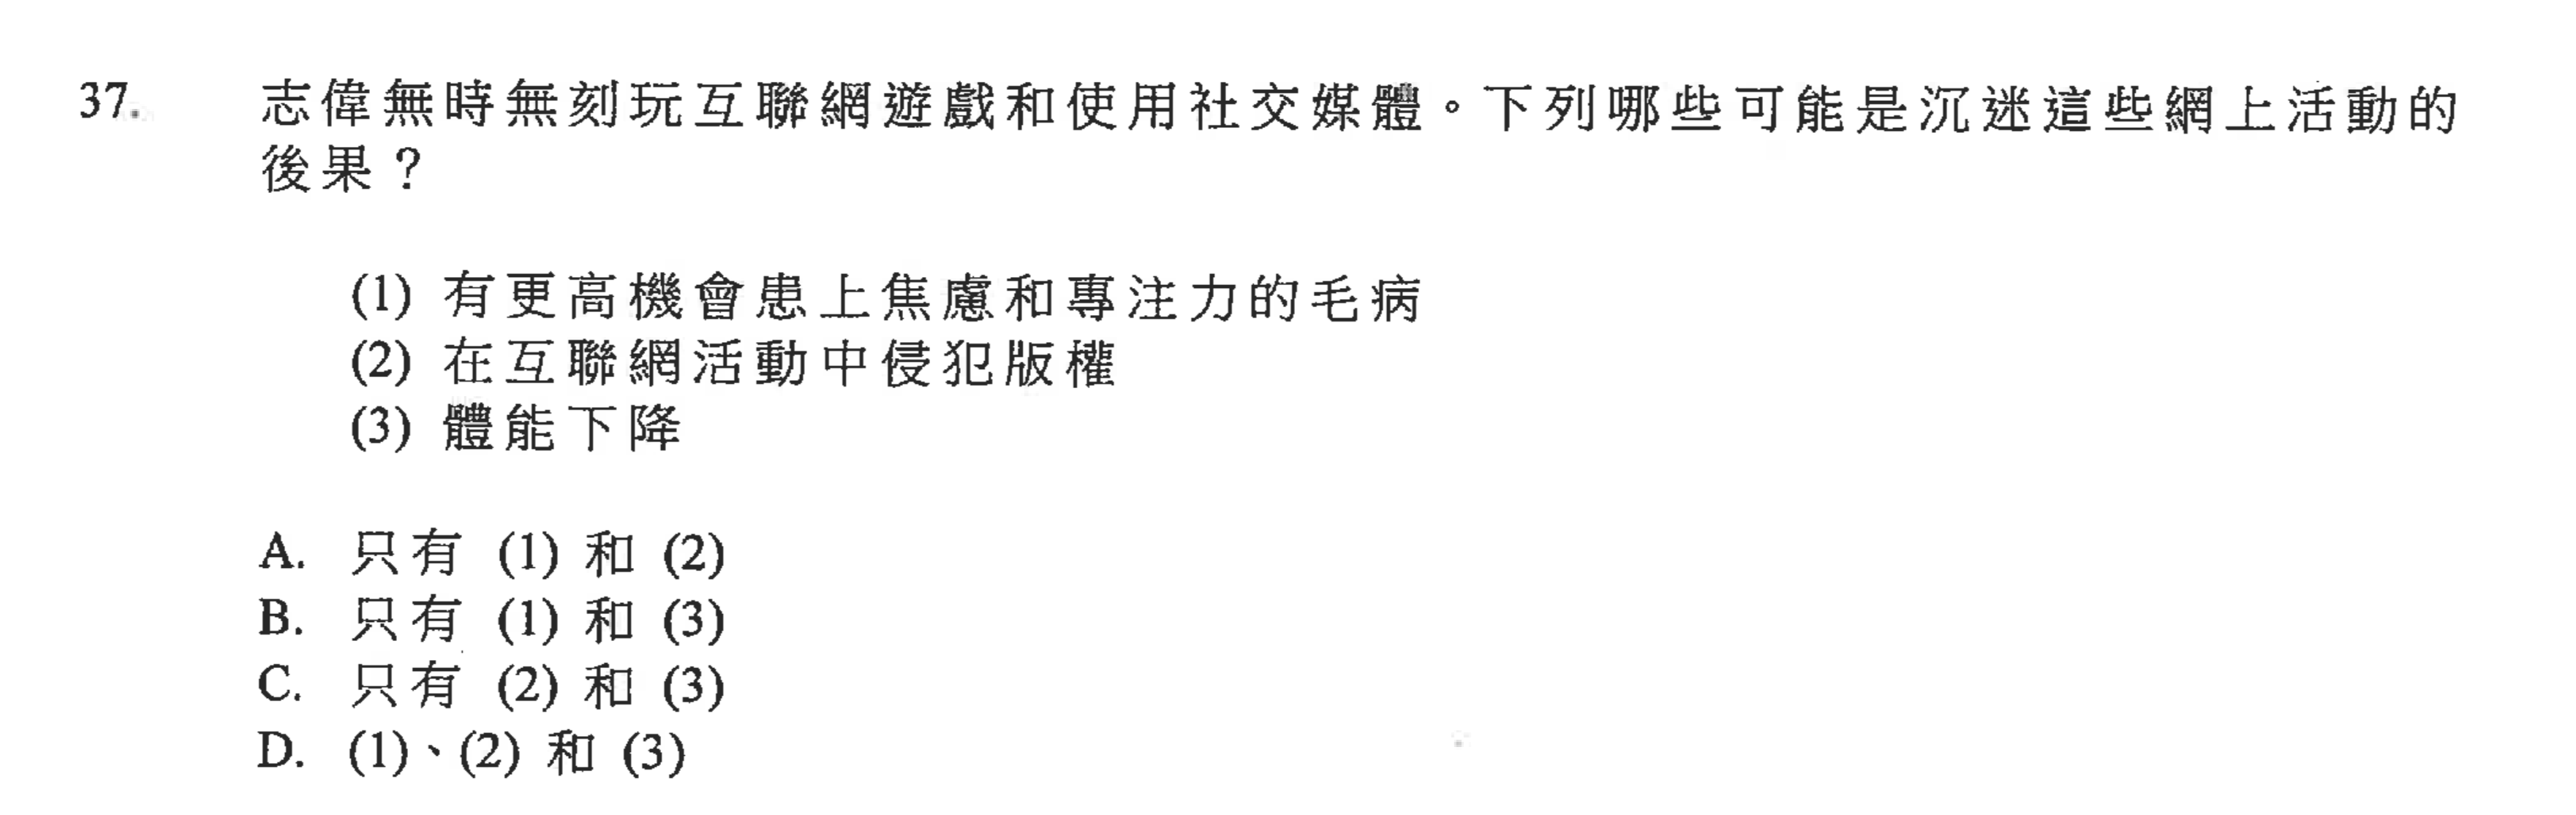 37. 志偉無時無刻玩互聯網遊戲和使用社交媒體。下列哪些可能是沉迷這些網上活動的
後果？
(1) 有更高機會患上焦慮和專注力的毛病
(2) 在互聯網活動中侵犯版權
(3) 體能下降
A. 只有 (1) 和 (2)
B. 只有 (1) 和 (3)
C. 只有 (2) 和 (3)
D. (1)、(2) 和 (3)